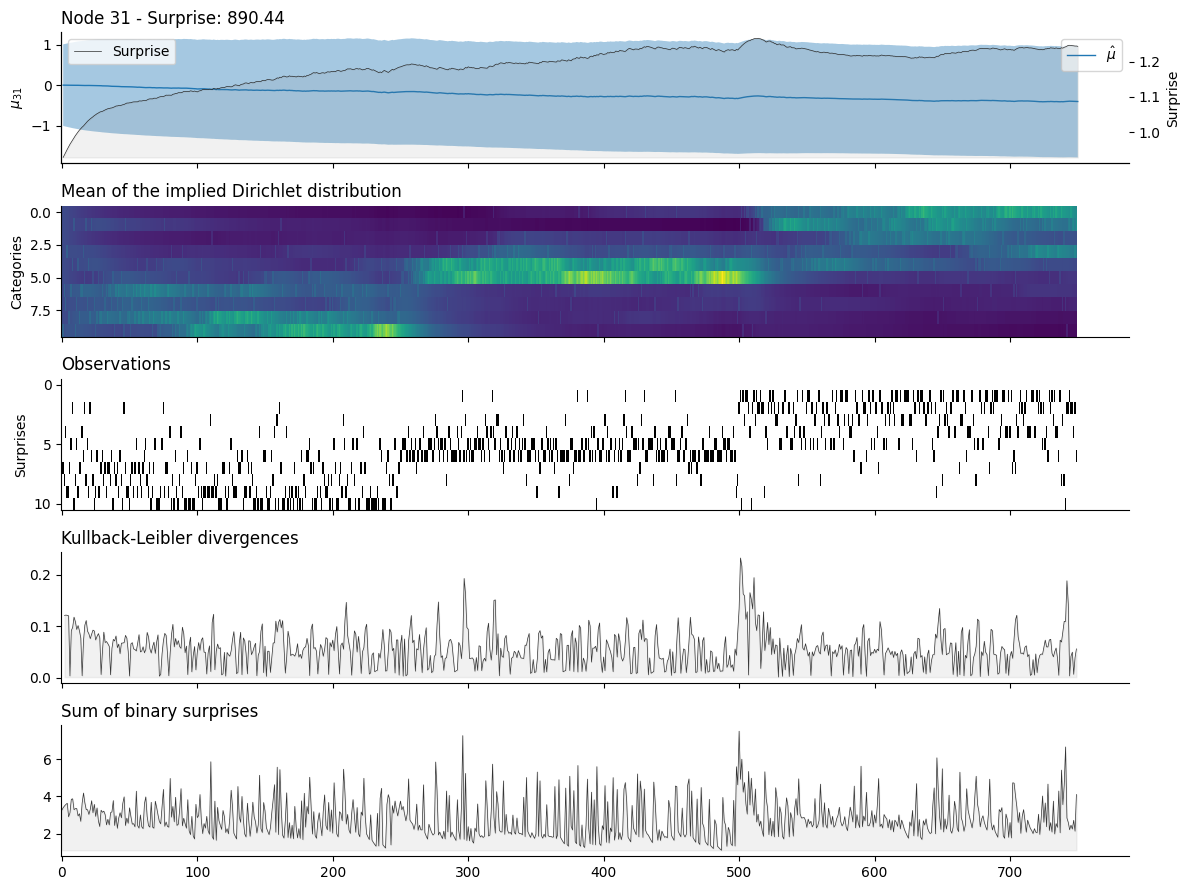 Node 31 - Surprise: 890.44
1
0
−1
μ31
Surprise
μ̂
1.2
1.1
1.0
Surprise
Mean of the implied Dirichlet distribution
0.0
2.5
5.0
7.5
Categories
Observations
0
5
10
Surprises
Kullback-Leibler divergences
0.2
0.1
0.0
Sum of binary surprises
6
4
2
0 100 200 300 400 500 600 700